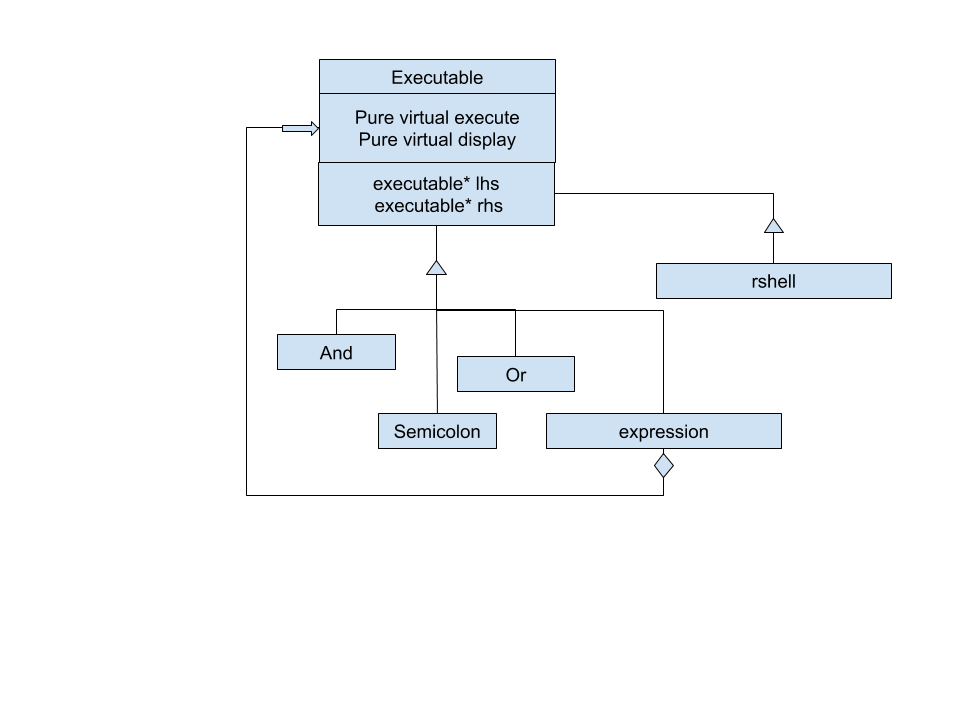 Executable
Pure virtual execute
Pure virtual display
executable* lhs
executable* rhs
rshell
And
Or
Semicolon
expression